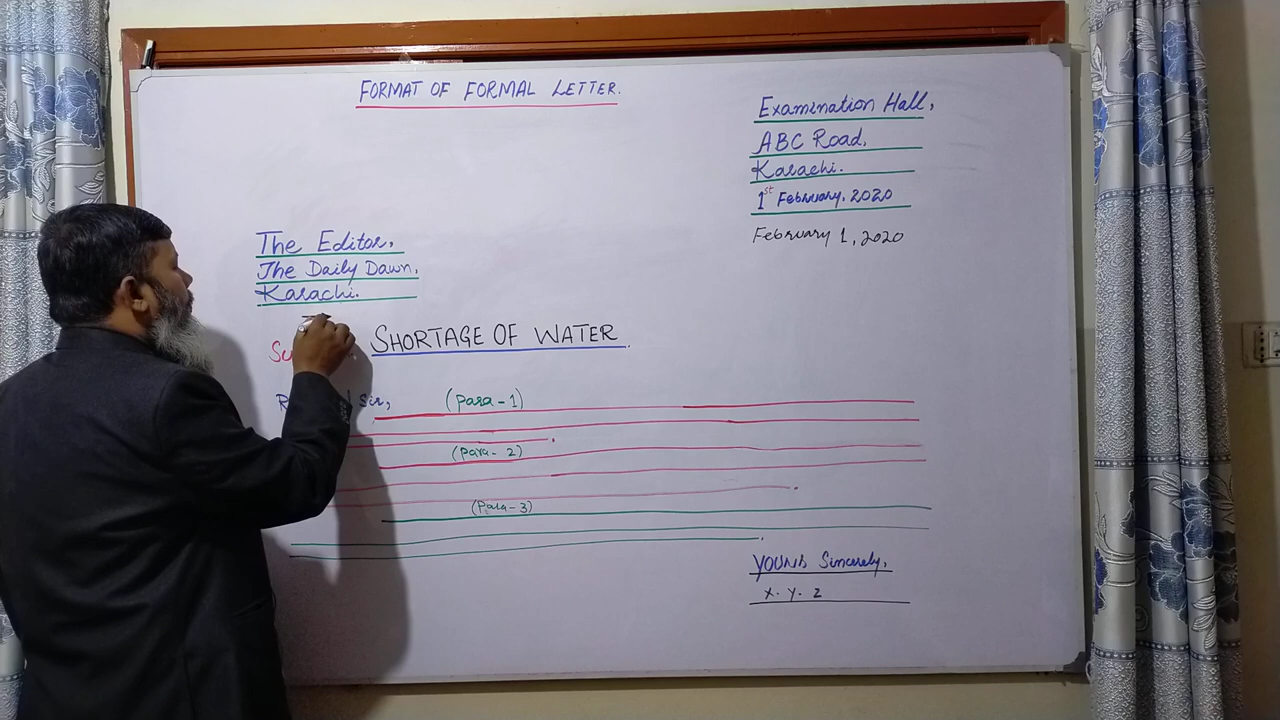 FORMAT OF FORMAL LETTER.
Examination Hall,
ABC Road,
Karachi.
1st February, 2020
February 1, 2020
The Editor,
The Daily Dawn,
Karachi.
SHORTAGE OF WATER.
Sir,
(Para-1)
(Para-2)
(Para-3)
Sincerely,
X. Y. Z